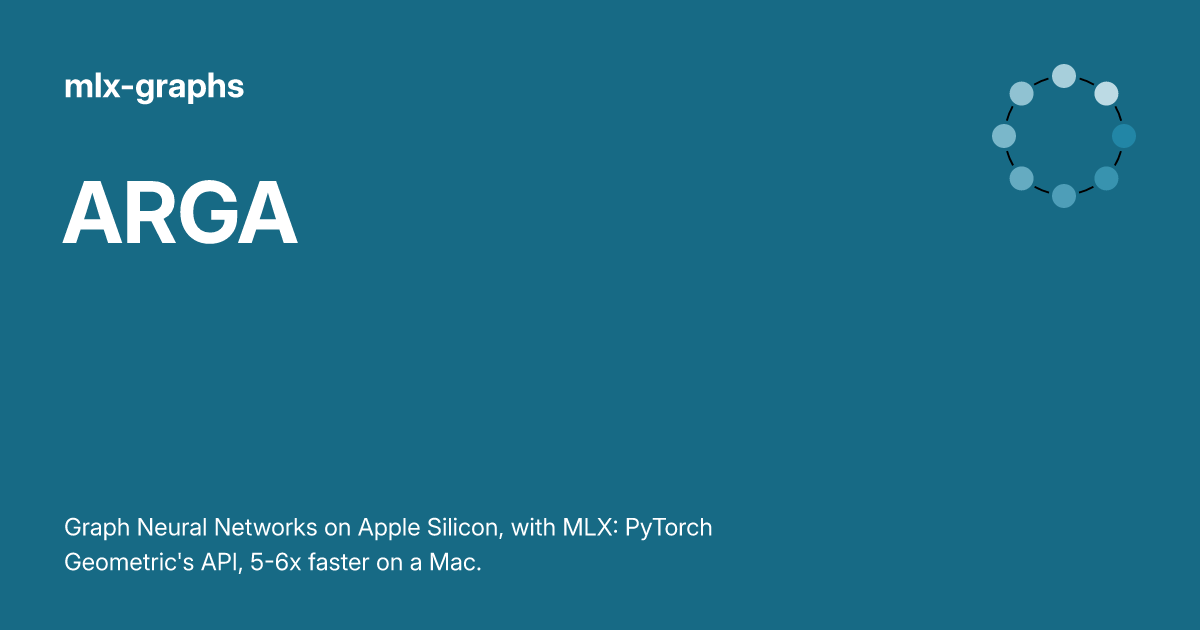 mlx-graphs
ARGA
Graph Neural Networks on Apple Silicon, with MLX: PyTorch
Geometric's API, 5-6x faster on a Mac.